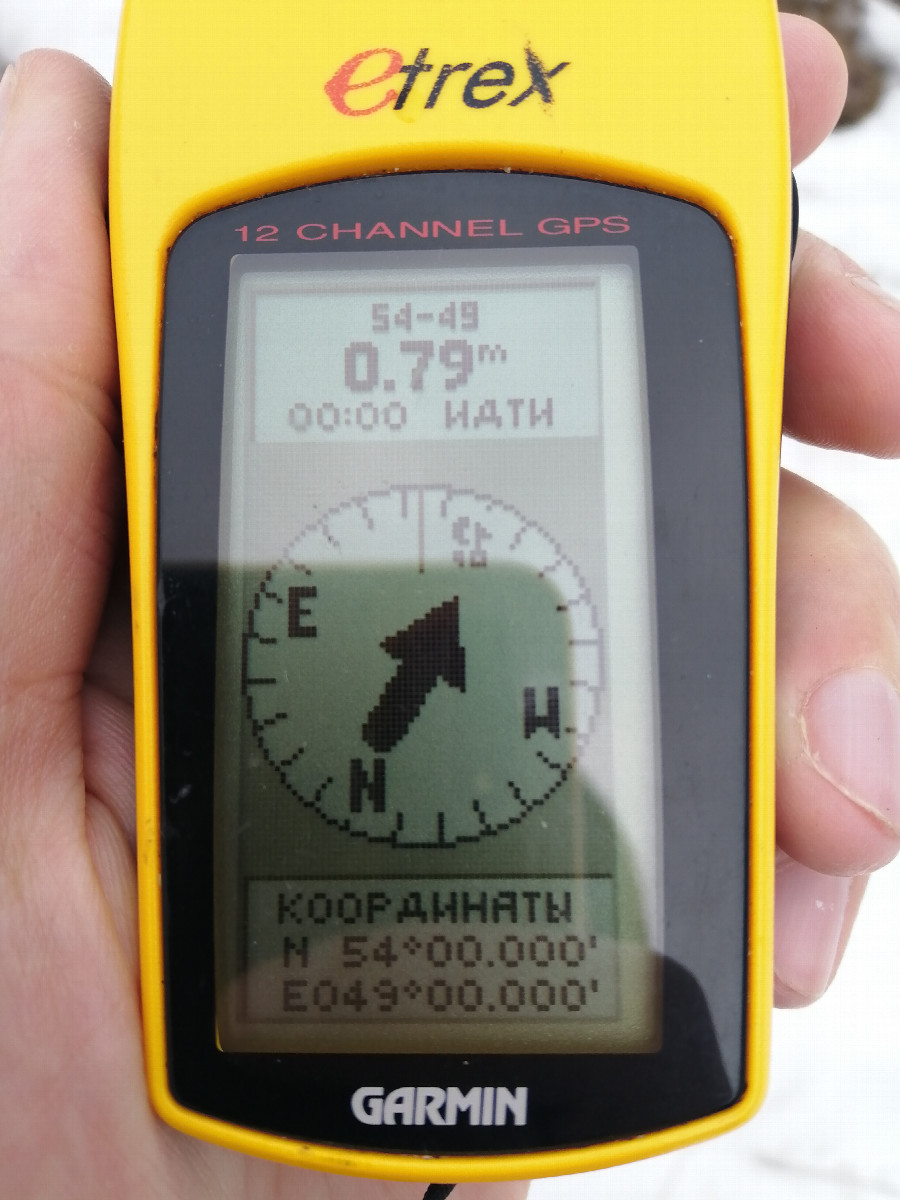 etrex
12 CHANNEL GPS
54-49
0.79m
00:00 ИДТИ
E
W
N
КООРДИНАТЫ
N 54°00.000'
E049°00.000'
GARMIN